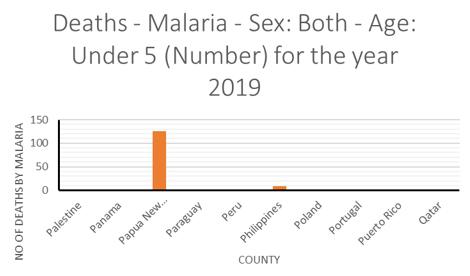 Deaths - Malaria - Sex: Both - Age:
Under 5 (Number) for the year
2019
NO OF DEATHS BY MALARIA
150
100
50
0
Palestine
Panama
Papua New...
Paraguay
Peru
Philippines
Poland
Portugal
Puerto Rico
Qatar
COUNTY